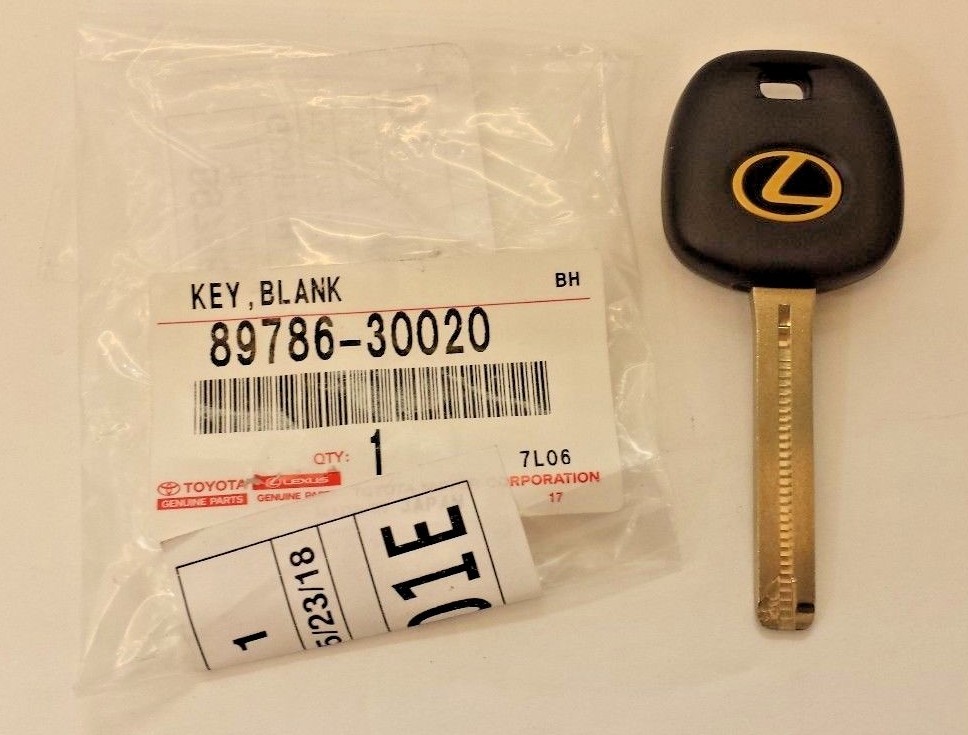 KEY,BLANK BH
89786-30020
QTY: 1 7L06
TOYOTA LEXUS CORPORATION
GENUINE PARTS GENUINE 17
JAPAN
1
5/23/18
01E